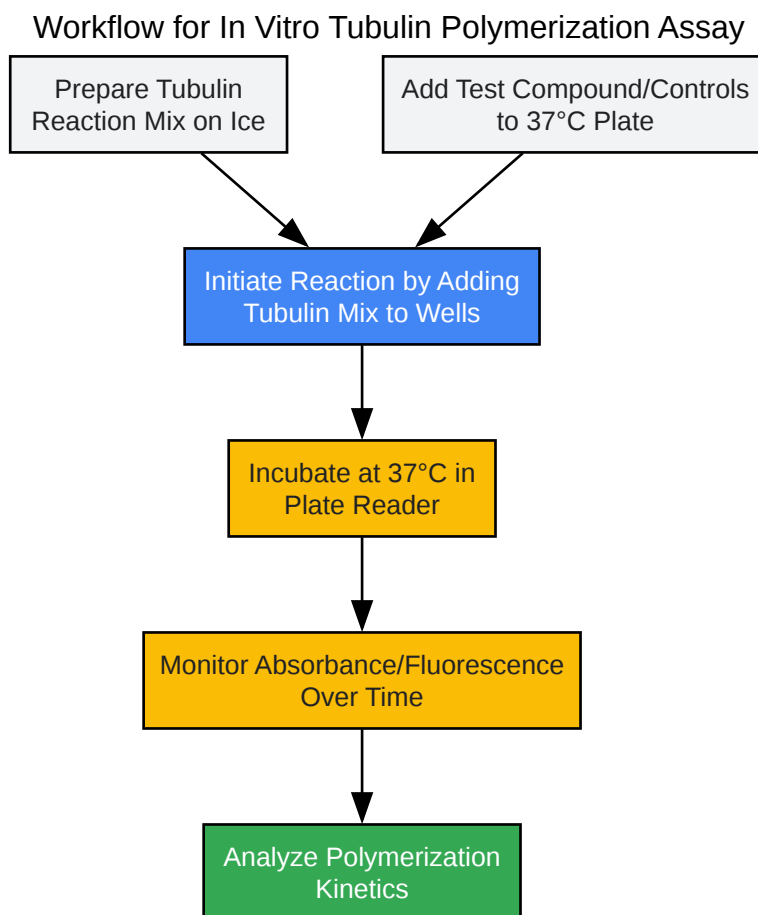 Workflow for In Vitro Tubulin Polymerization Assay
Prepare Tubulin
Reaction Mix on Ice
Add Test Compound/Controls
to 37°C Plate
Initiate Reaction by Adding
Tubulin Mix to Wells
Incubate at 37°C in
Plate Reader
Monitor Absorbance/Fluorescence
Over Time
Analyze Polymerization
Kinetics